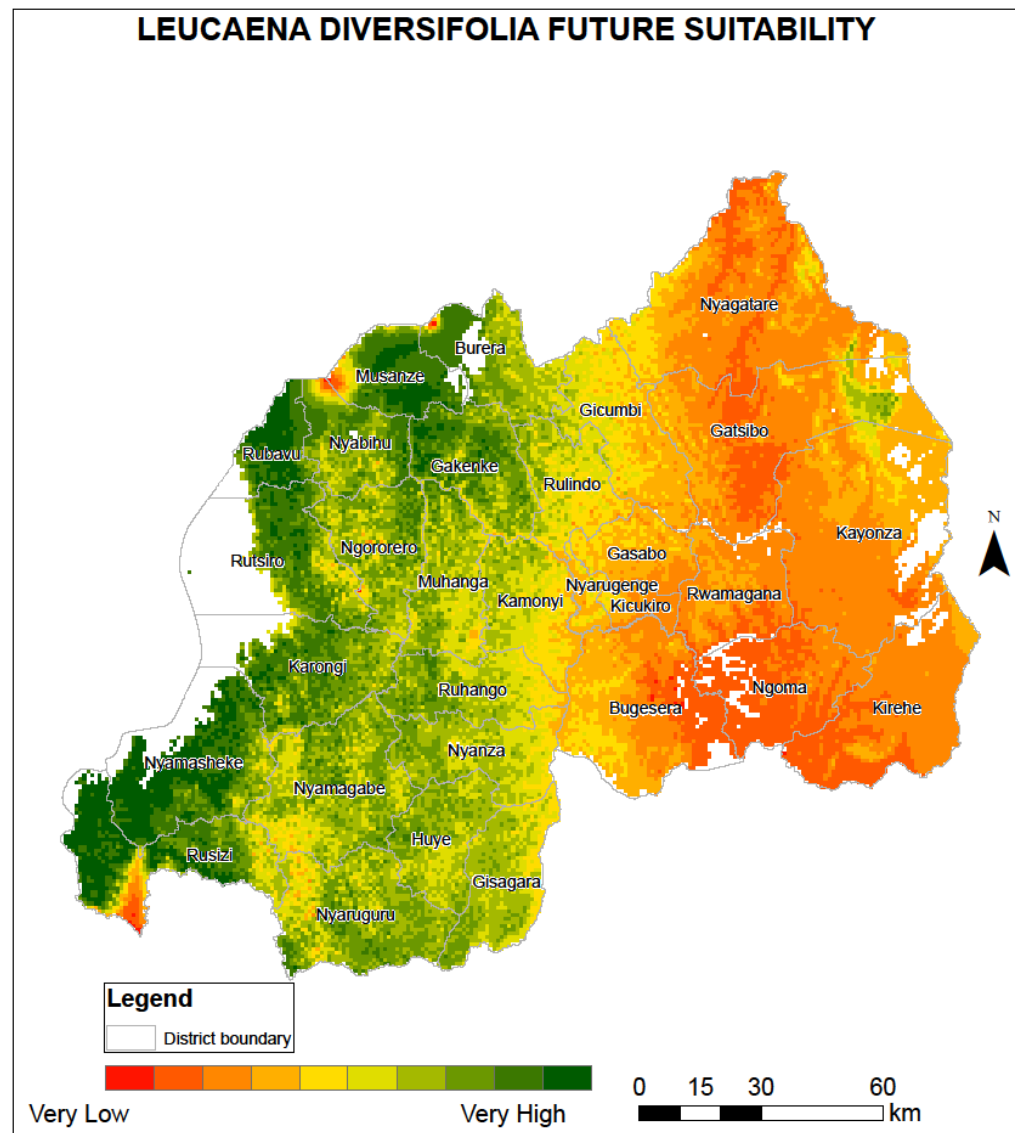 LEUCAENA DIVERSIFOLIA FUTURE SUITABILITY
Nyagatare
Burera
Musanze
Gicumbi
Gatsibo
Nyabihu
Rubavu
Gakenke
Rulindo
Kayonza
N
Ngororero
Gasabo
Rutsiro
Muhanga
Nyarugenge
Kamonyi
Kicukiro
Rwamagana
Karongi
Ruhango
Ngoma
Bugesera
Kirehe
Nyanza
Nyamasheke
Nyamagabe
Huye
Rusizi
Gisagara
Nyaruguru
Legend
District boundary
Very Low
Very High
0 15 30 60
km